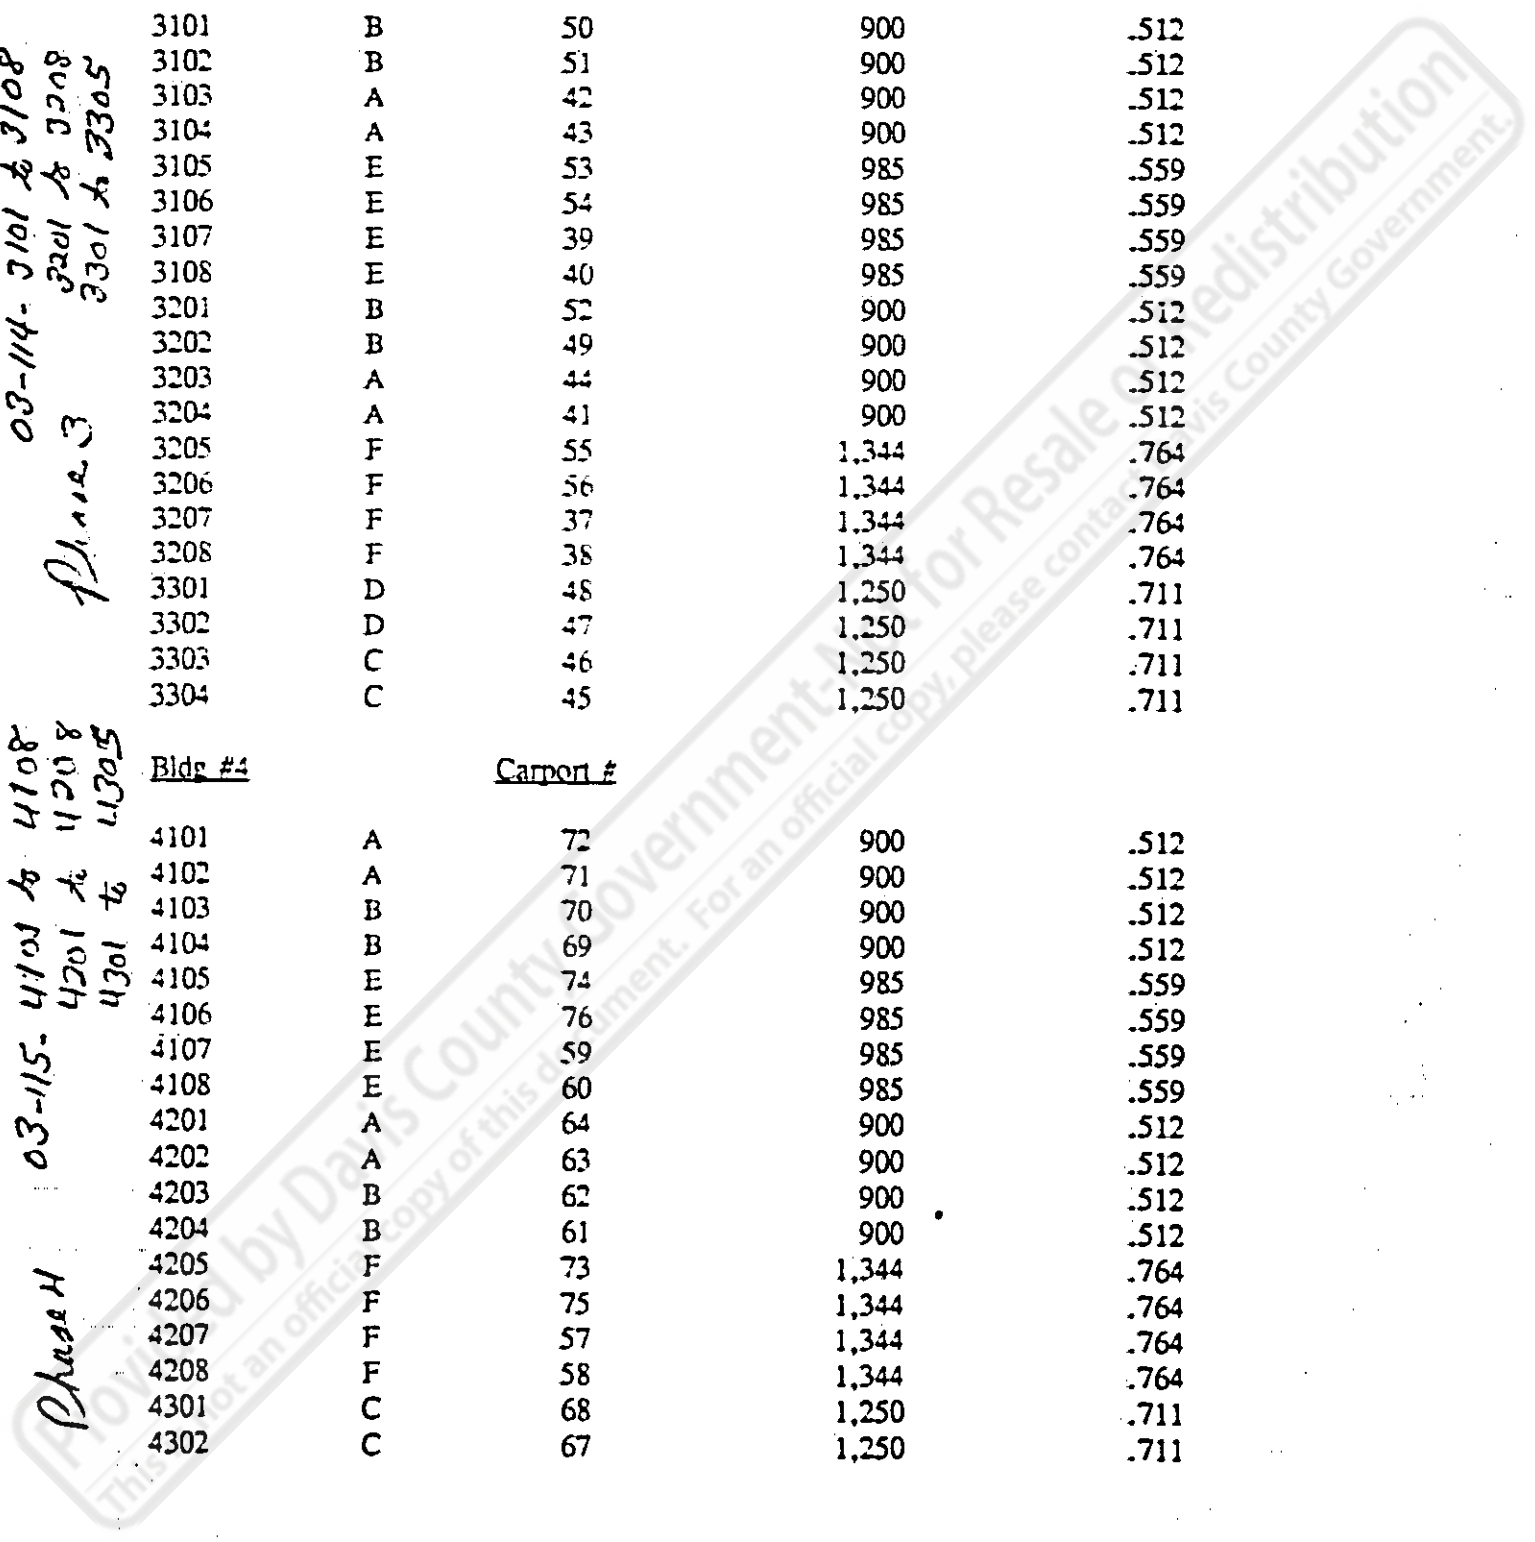 3101 B 50 900 .512
3102 B 51 900 .512
3103 A 42 900 .512
3104 A 43 900 .512
3105 E 53 985 .559
3106 E 54 985 .559
3107 E 39 985 .559
3108 E 40 985 .559
3201 B 52 900 .512
3202 B 49 900 .512
3203 A 44 900 .512
3204 A 41 900 .512
3205 F 55 1,344 .764
3206 F 56 1,344 .764
3207 F 37 1,344 .764
3208 F 38 1,344 .764
3301 D 48 1,250 .711
3302 D 47 1,250 .711
3303 C 46 1,250 .711
3304 C 45 1,250 .711
Bldg #4 Carport #
4101 A 72 900 .512
4102 A 71 900 .512
4103 B 70 900 .512
4104 B 69 900 .512
4105 E 74 985 .559
4106 E 76 985 .559
4107 E 59 985 .559
4108 E 60 985 .559
4201 A 64 900 .512
4202 A 63 900 .512
4203 B 62 900 .512
4204 B 61 900 .512
4205 F 73 1,344 .764
4206 F 75 1,344 .764
4207 F 57 1,344 .764
4208 F 58 1,344 .764
4301 C 68 1,250 .711
4302 C 67 1,250 .711
03-114- 3101 to 3108
3201 to 3208
3301 to 3305
Phase 3
03-115- 4101 to 4108
4201 to 4208
4301 to 4305
Phase 4
Provided by Davis County Government-Not for Resale or Redistribution
This is not an official copy of this document. For an official copy, please contact Davis County Government.